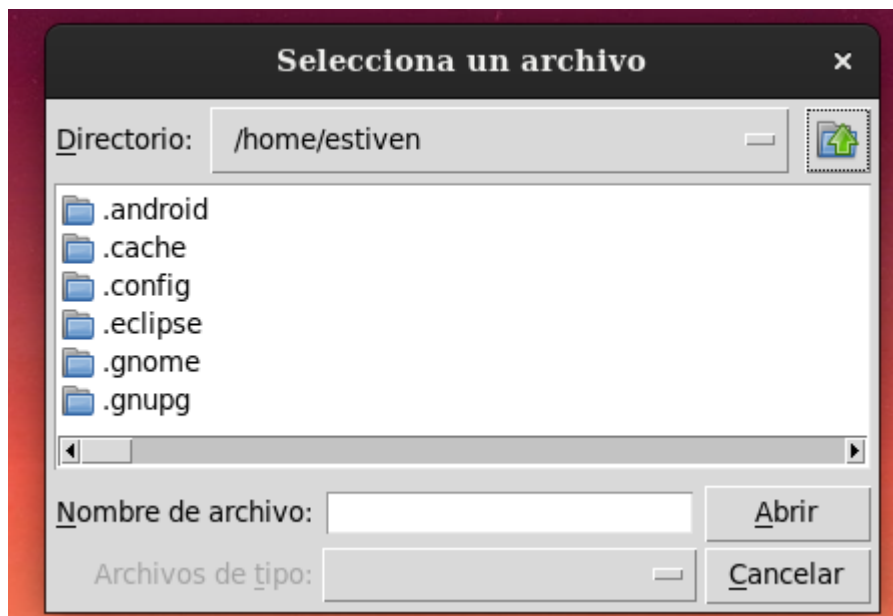 Selecciona un archivo
Directorio: /home/estiven
.android
.cache
.config
.eclipse
.gnome
.gnupg
Nombre de archivo: Abrir
Archivos de tipo: Cancelar